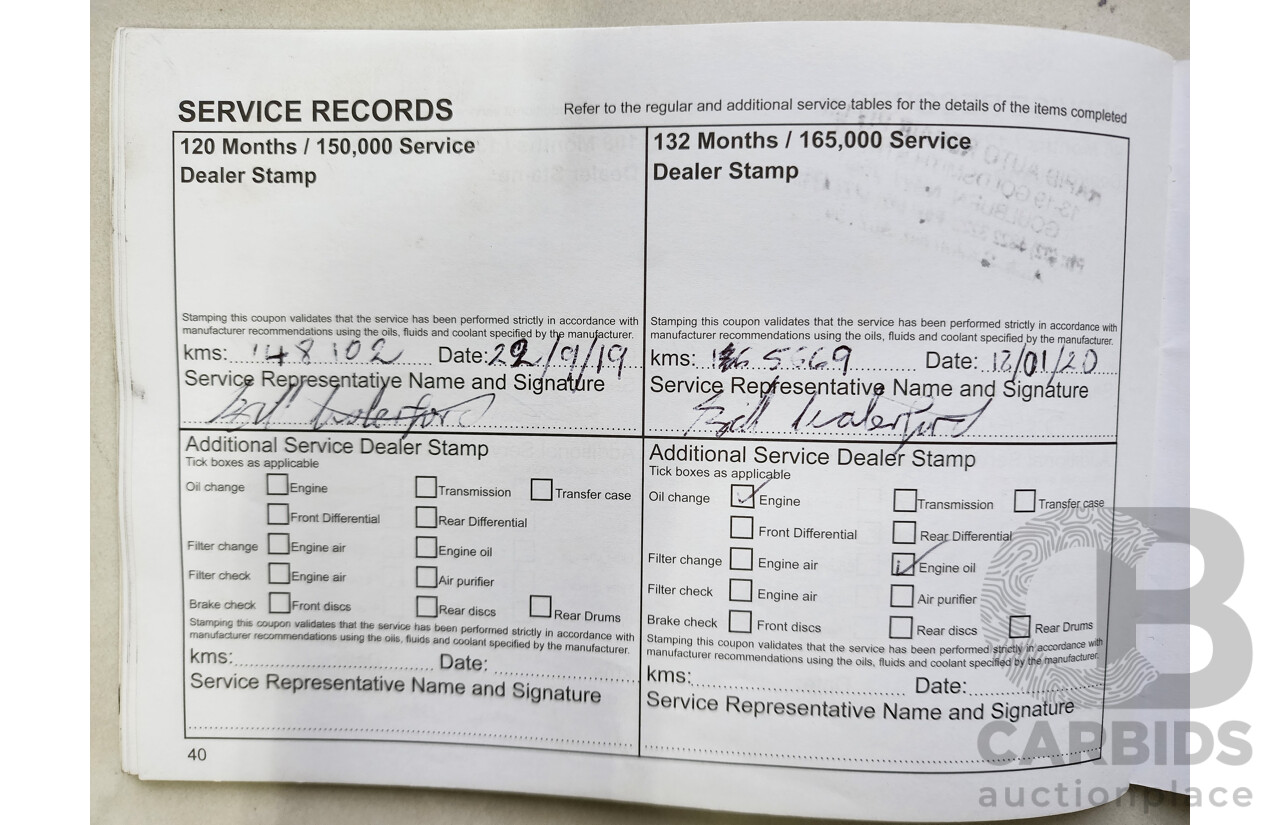 SERVICE RECORDS
Refer to the regular and additional service tables for the details of the items completed
120 Months / 150,000 Service
Dealer Stamp
Stamping this coupon validates that the service has been performed strictly in accordance with
manufacturer recommendations using the oils, fluids and coolant specified by the manufacturer.
kms: 148102 Date: 22/9/19
Service Representative Name and Signature
Bill Waterford
Additional Service Dealer Stamp
Tick boxes as applicable
Oil change Engine Transmission Transfer case
Front Differential Rear Differential
Filter change Engine air Engine oil
Filter check Engine air Air purifier
Brake check Front discs Rear discs Rear Drums
Stamping this coupon validates that the service has been performed strictly in accordance with
manufacturer recommendations using the oils, fluids and coolant specified by the manufacturer.
kms: Date:
Service Representative Name and Signature
40
132 Months / 165,000 Service
Dealer Stamp
Stamping this coupon validates that the service has been performed strictly in accordance with
manufacturer recommendations using the oils, fluids and coolant specified by the manufacturer.
kms: Date: 12/01/20
Service Representative Name and Signature
Bill Waterford
Additional Service Dealer Stamp
Tick boxes as applicable
Oil change Engine Transmission Transfer case
Front Differential Rear Differential
Filter change Engine air Engine oil
Filter check Engine air Air purifier
Brake check Front discs Rear discs Rear Drums
Stamping this coupon validates that the service has been performed strictly in accordance with
manufacturer recommendations using the oils, fluids and coolant specified by the manufacturer.
kms: Date:
Service Representative Name and Signature
CB
CARBIDS
auctionplace